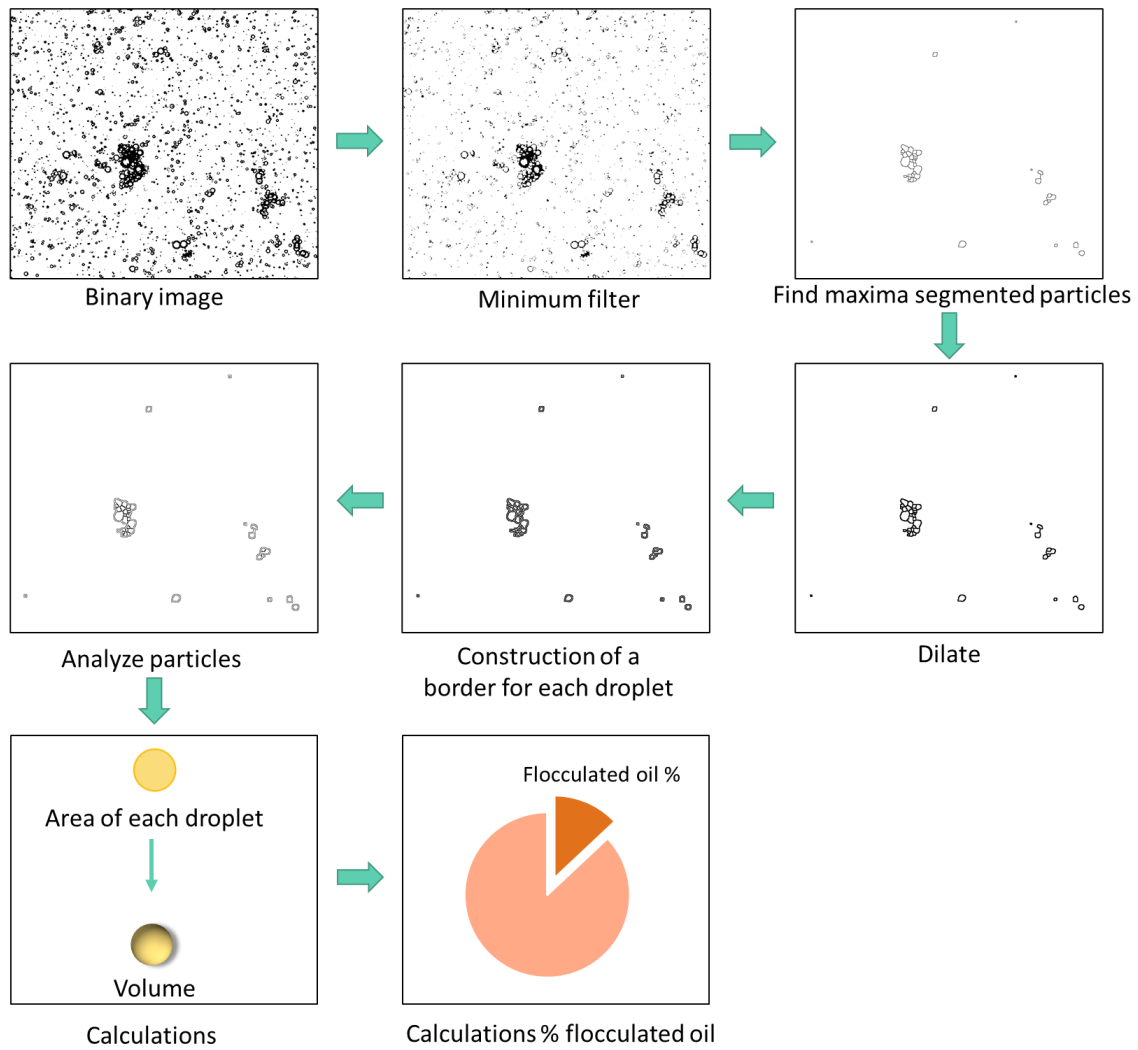 Binary image
Minimum filter
Find maxima segmented particles
Analyze particles
Construction of a
border for each droplet
Dilate
Area of each droplet
Volume
Calculations
Flocculated oil %
Calculations % flocculated oil